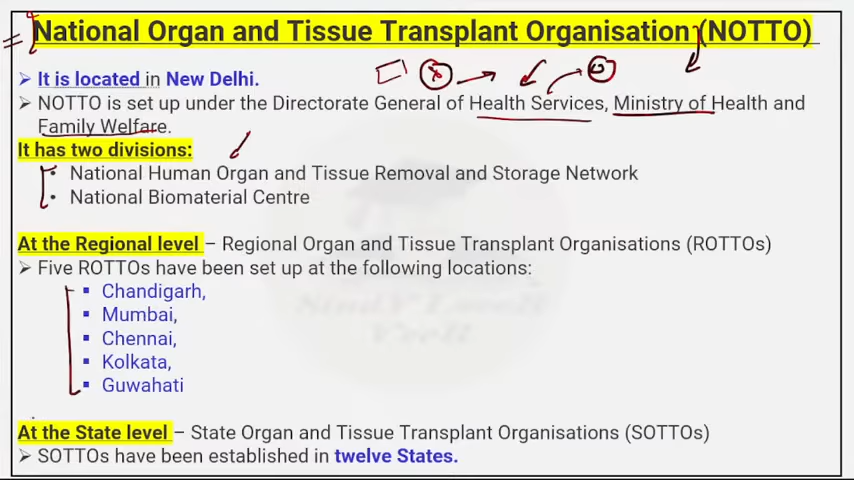 National Organ and Tissue Transplant Organisation (NOTTO)
➢ It is located in New Delhi.
➢ NOTTO is set up under the Directorate General of Health Services, Ministry of Health and
Family Welfare.
It has two divisions:
• National Human Organ and Tissue Removal and Storage Network
• National Biomaterial Centre
At the Regional level – Regional Organ and Tissue Transplant Organisations (ROTTOs)
➢ Five ROTTOs have been set up at the following locations:
▪ Chandigarh,
▪ Mumbai,
▪ Chennai,
▪ Kolkata,
▪ Guwahati
At the State level – State Organ and Tissue Transplant Organisations (SOTTOs)
➢ SOTTOs have been established in twelve States.